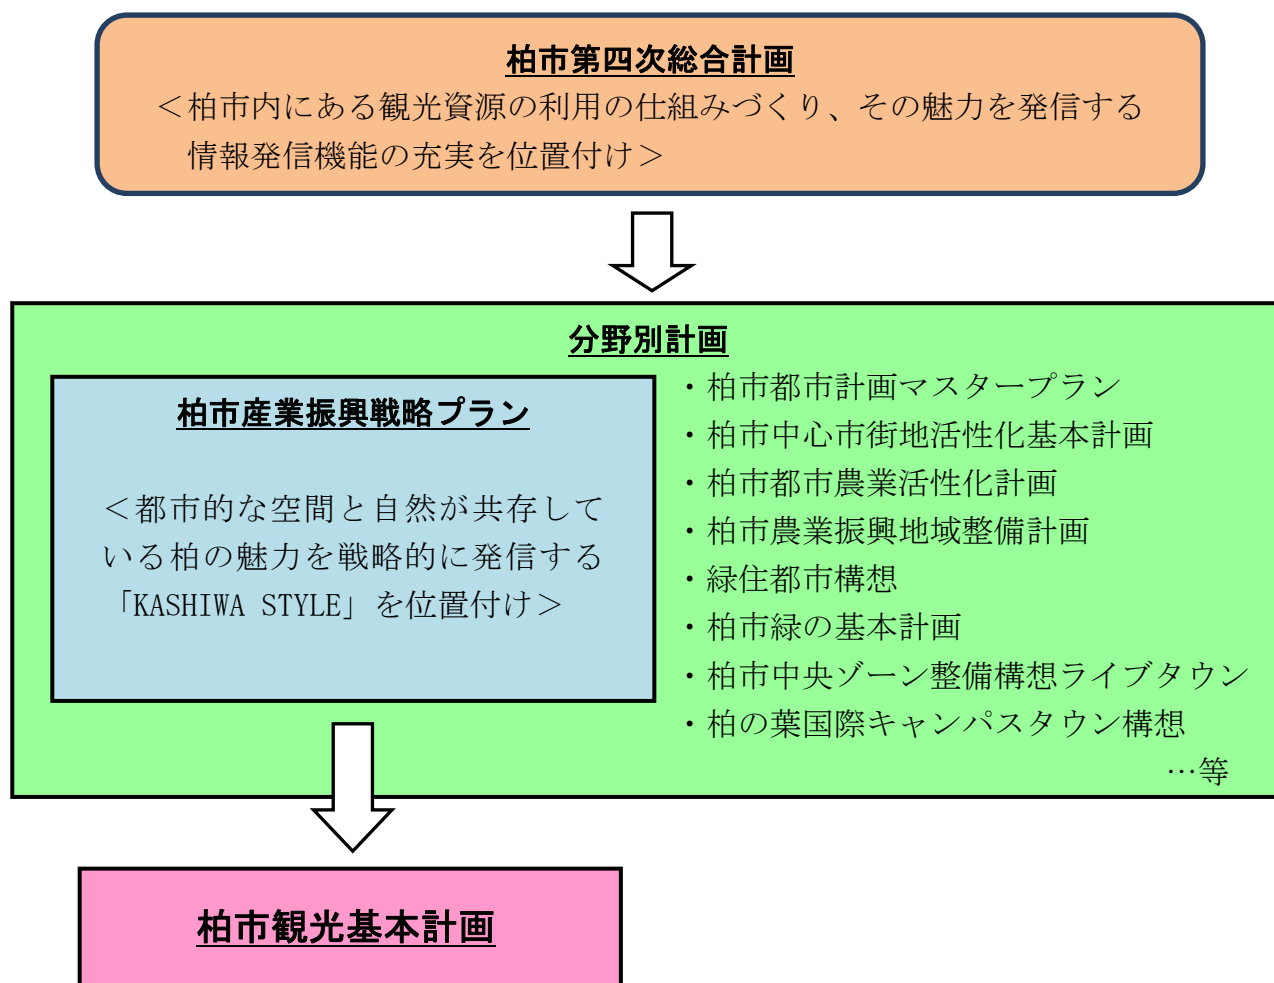 柏市第四次総合計画
＜柏市内にある観光資源の利用の仕組みづくり、その魅力を発信する
情報発信機能の充実を位置付け＞
分野別計画
柏市産業振興戦略プラン
＜都市的な空間と自然が共存して
いる柏の魅力を戦略的に発信する
「KASHIWA STYLE」を位置付け＞
・柏市都市計画マスタープラン
・柏市中心市街地活性化基本計画
・柏市都市農業活性化計画
・柏市農業振興地域整備計画
・緑住都市構想
・柏市緑の基本計画
・柏市中央ゾーン整備構想ライブタウン
・柏の葉国際キャンパスタウン構想
…等
柏市観光基本計画